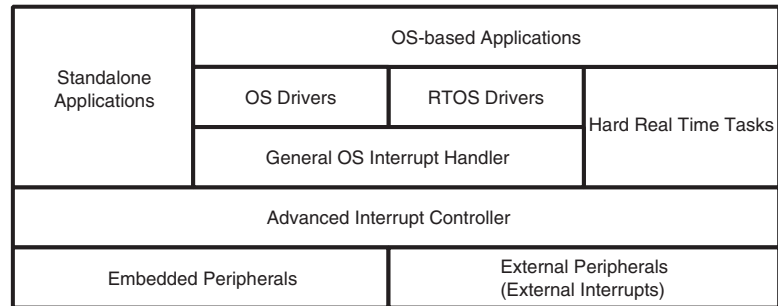 OS-based Applications
Standalone
Applications
OS Drivers
RTOS Drivers
Hard Real Time Tasks
General OS Interrupt Handler
Advanced Interrupt Controller
Embedded Peripherals
External Peripherals
(External Interrupts)